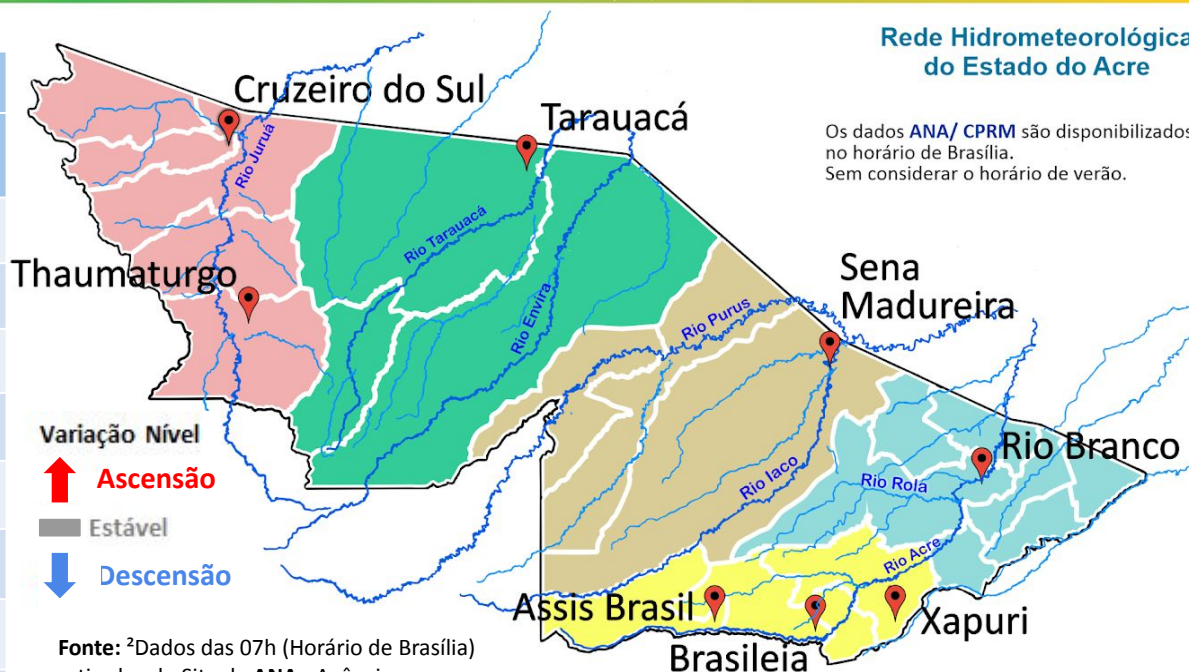 Rede Hidrometeorológica
do Estado do Acre
Os dados ANA/ CPRM são disponibilizados
no horário de Brasília.
Sem considerar o horário de verão.
Cruzeiro do Sul
Tarauacá
Rio Juruá
Rio Tarauacá
Thaumaturgo
Rio Envira
Sena
Madureira
Rio Purus
Variação Nível
Ascensão
Estável
Descensão
Rio Branco
Rio Iaco
Rio Rola
Rio Acre
Assis Brasil
Xapuri
Brasileia
Fonte: ²Dados das 07h (Horário de Brasília)